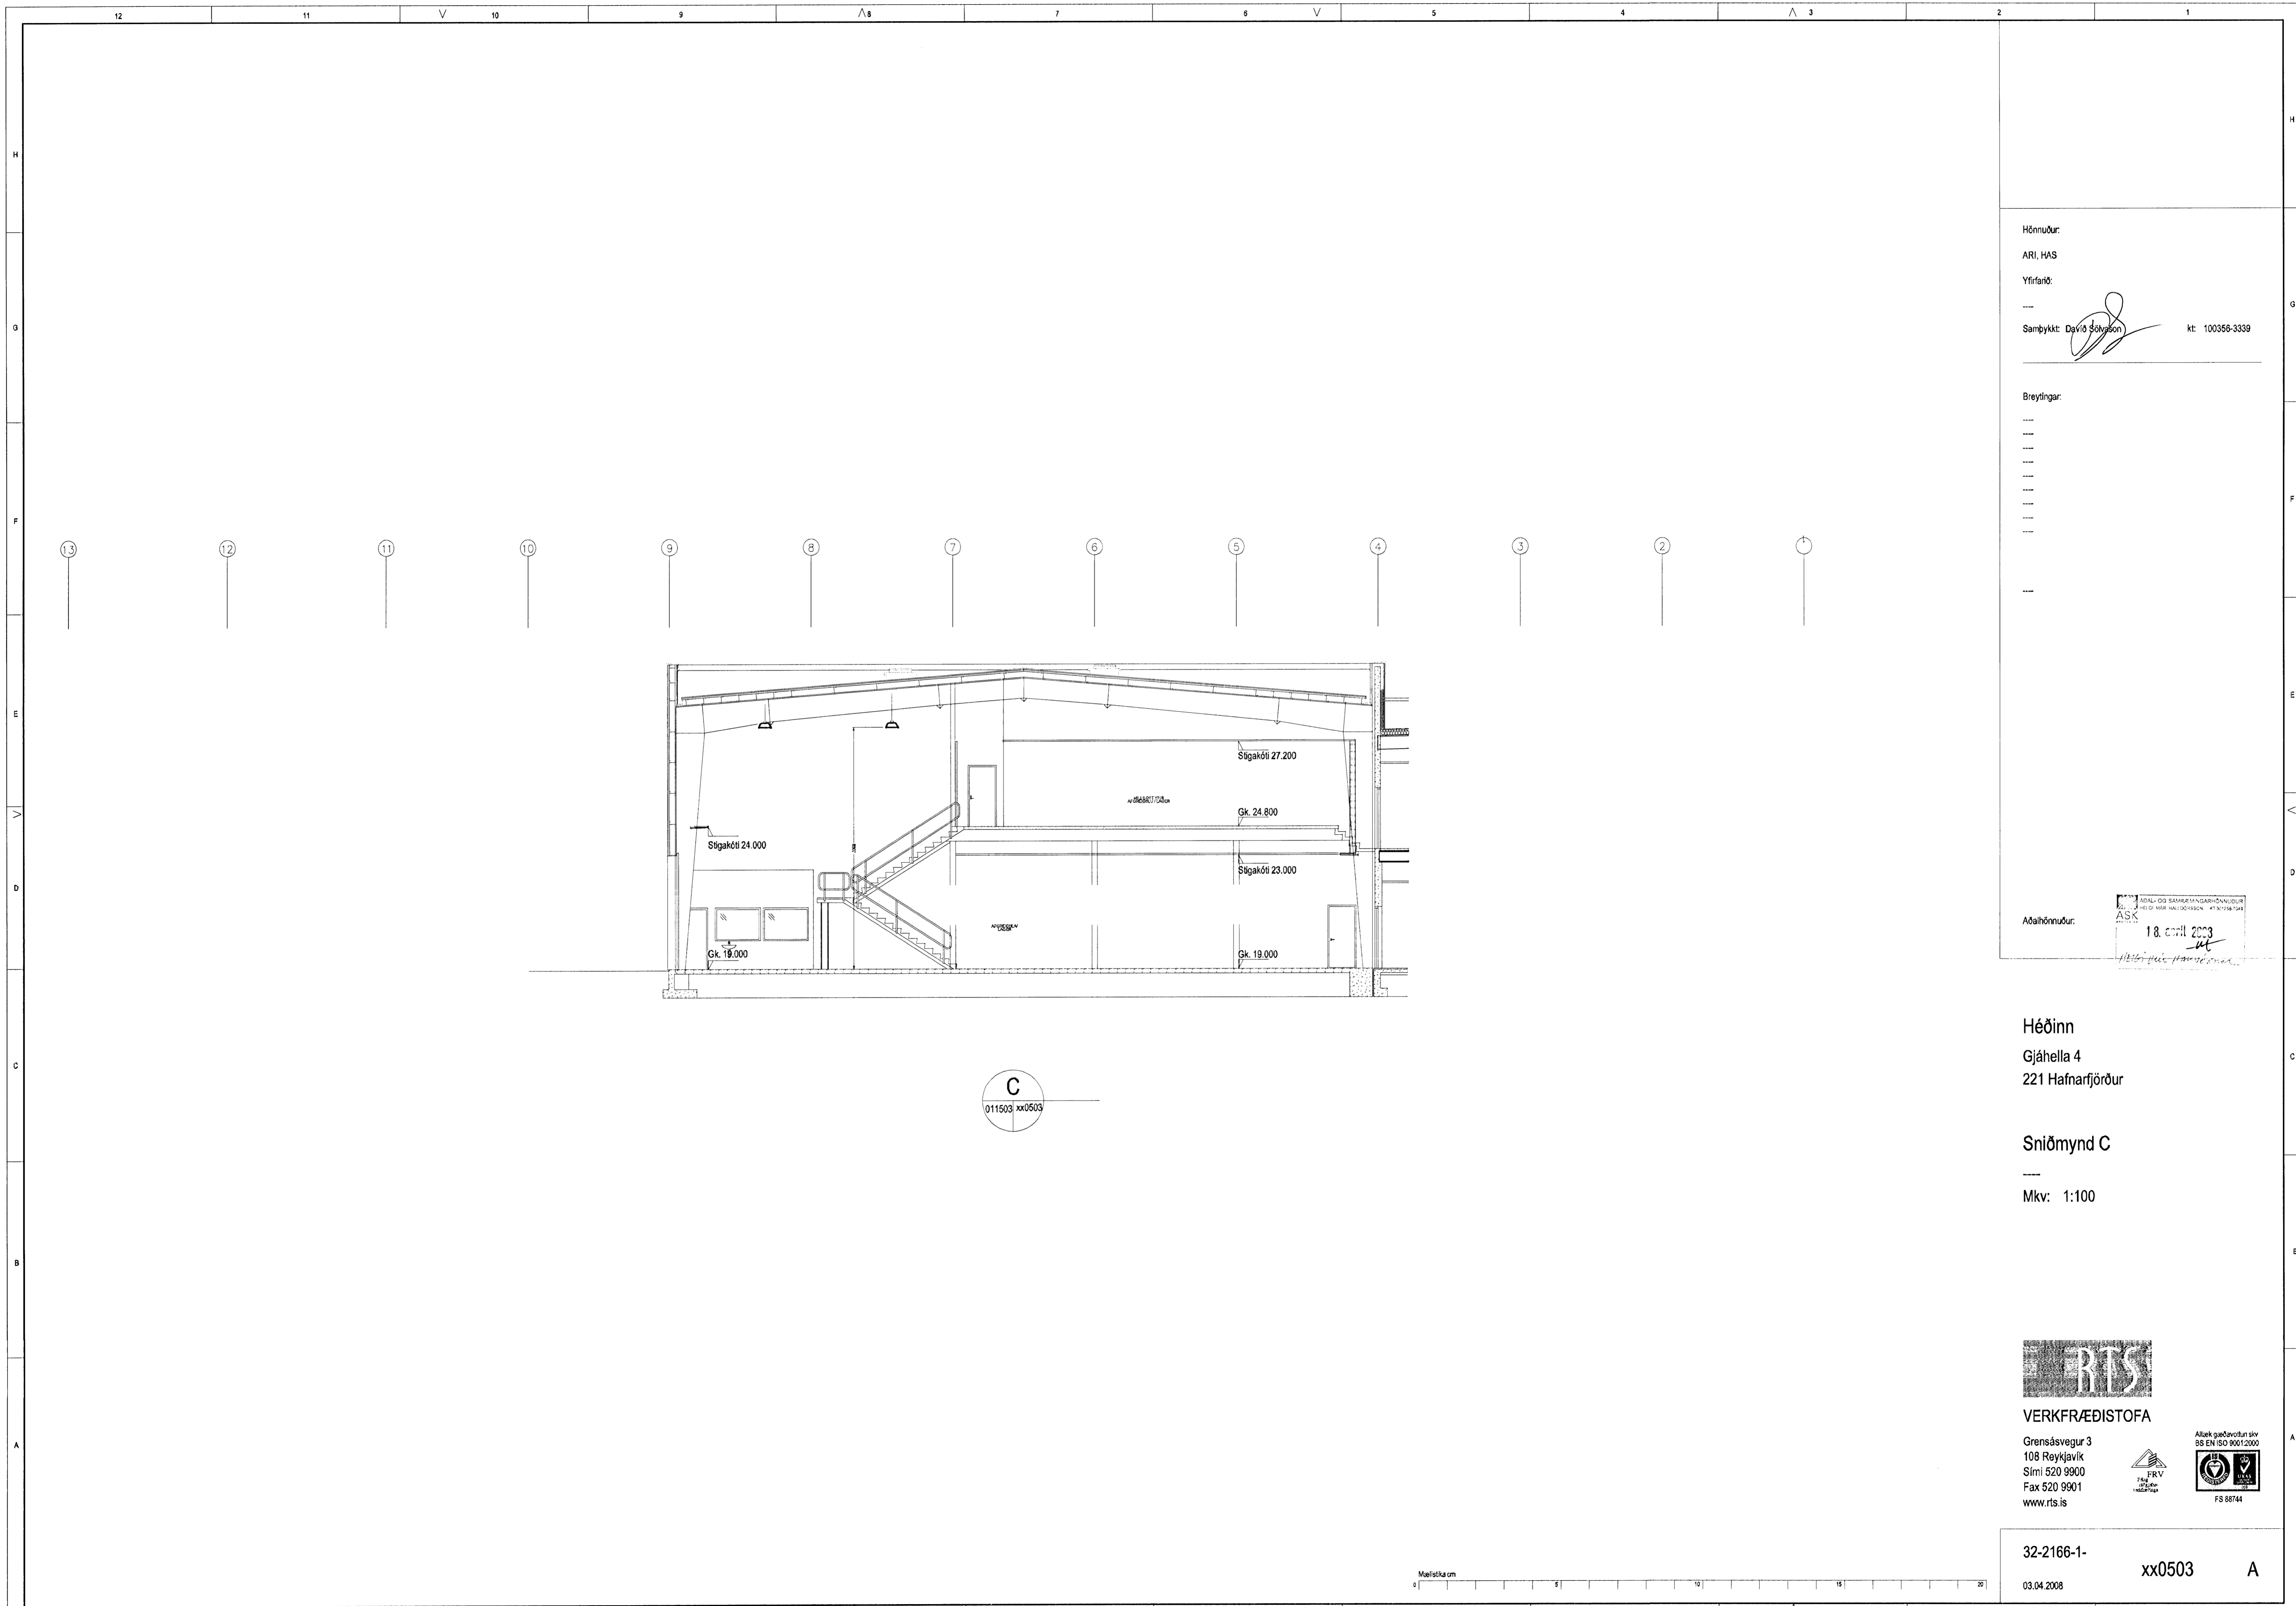 12 11 10 9 8 7 6 5 4 3 2 1
H
G
F
E
D
C
B
A
H
G
F
E
D
C
A
13 12 11 10 9 8 7 6 5 4 3 2
Stigakóti 27.200
Gk. 24.800
Stigakóti 24.000
Stigakóti 23.000
Gk. 19.000
Gk. 19.000
C
011503 xx0503
Hönnuður:
ARI, HAS
Yfirfarið:
----
Samþykkt: Davíð Sölvason kt: 100356-3339
Breytingar:
----
----
----
----
----
----
----
----
----
----
Aðalhönnuður:
AÐAL- OG SAMRÆMINGARHÖNNUÐUR
ASK
18. apríl 2008
Héðinn
Gjáhella 4
221 Hafnarfjörður
Sniðmynd C
----
Mkv: 1:100
RTS
VERKFRÆÐISTOFA
Grensásvegur 3
108 Reykjavík
Sími 520 9900
Fax 520 9901
www.rts.is
FRV
Altæk gæðavottun skv
BS EN ISO 9001:2000
UKAS
FS 88744
Mælistika cm
0 5 10 15 20
32-2166-1-
xx0503 A
03.04.2008